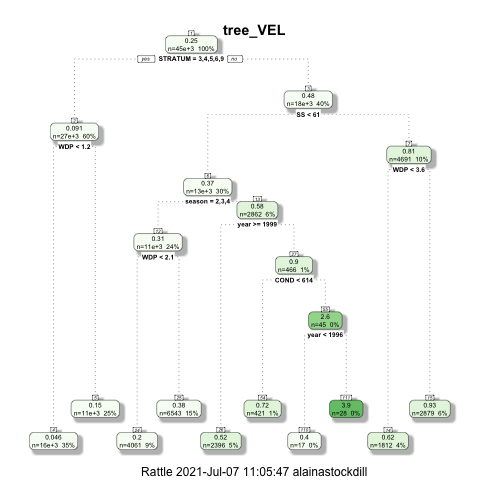 tree_VEL
1
0.25
n=45e+3 100%
yes STRATUM = 3,4,5,6,9 no
3
0.48
n=18e+3 40%
SS < 61
2
0.091
n=27e+3 60%
WDP < 1.2
7
0.81
n=4691 10%
WDP < 3.6
6
0.37
n=13e+3 30%
season = 2,3,4
13
0.58
n=2862 6%
year >= 1999
12
0.31
n=11e+3 24%
WDP < 2.1
27
0.9
n=466 1%
COND < 614
55
2.6
n=45 0%
year < 1996
5
0.15
n=11e+3 25%
25
0.38
n=6543 15%
54
0.72
n=421 1%
111
3.9
n=28 0%
15
0.93
n=2879 6%
4
0.046
n=16e+3 35%
24
0.2
n=4061 9%
26
0.52
n=2396 5%
110
0.4
n=17 0%
14
0.62
n=1812 4%
Rattle 2021-Jul-07 11:05:47 alainastockdill